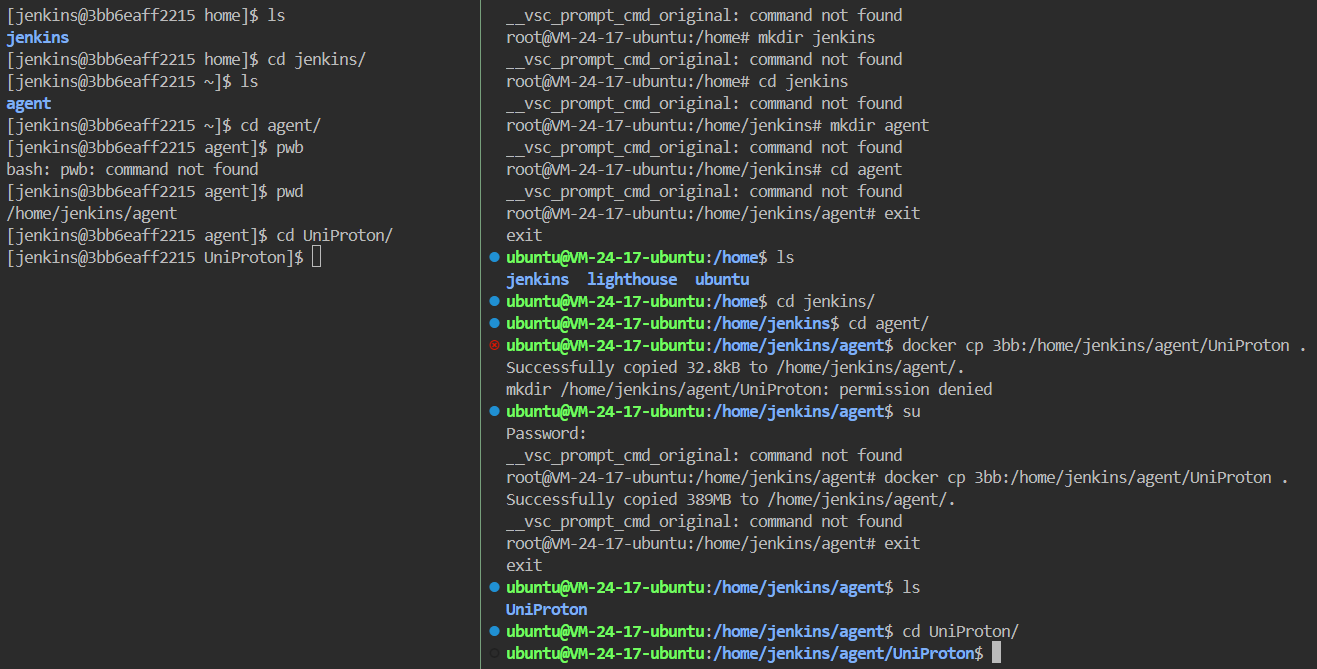 [jenkins@3bb6eaff2215 home]$ ls
jenkins
[jenkins@3bb6eaff2215 home]$ cd jenkins/
[jenkins@3bb6eaff2215 ~]$ ls
agent
[jenkins@3bb6eaff2215 ~]$ cd agent/
[jenkins@3bb6eaff2215 agent]$ pwb
bash: pwb: command not found
[jenkins@3bb6eaff2215 agent]$ pwd
/home/jenkins/agent
[jenkins@3bb6eaff2215 agent]$ cd UniProton/
[jenkins@3bb6eaff2215 UniProton]$
__vsc_prompt_cmd_original: command not found
root@VM-24-17-ubuntu:/home# mkdir jenkins
__vsc_prompt_cmd_original: command not found
root@VM-24-17-ubuntu:/home# cd jenkins
__vsc_prompt_cmd_original: command not found
root@VM-24-17-ubuntu:/home/jenkins# mkdir agent
__vsc_prompt_cmd_original: command not found
root@VM-24-17-ubuntu:/home/jenkins# cd agent
__vsc_prompt_cmd_original: command not found
root@VM-24-17-ubuntu:/home/jenkins/agent# exit
exit
ubuntu@VM-24-17-ubuntu:/home$ ls
jenkins  lighthouse  ubuntu
ubuntu@VM-24-17-ubuntu:/home$ cd jenkins/
ubuntu@VM-24-17-ubuntu:/home/jenkins$ cd agent/
ubuntu@VM-24-17-ubuntu:/home/jenkins/agent$ docker cp 3bb:/home/jenkins/agent/UniProton .
Successfully copied 32.8kB to /home/jenkins/agent/.
mkdir /home/jenkins/agent/UniProton: permission denied
ubuntu@VM-24-17-ubuntu:/home/jenkins/agent$ su
Password:
__vsc_prompt_cmd_original: command not found
root@VM-24-17-ubuntu:/home/jenkins/agent# docker cp 3bb:/home/jenkins/agent/UniProton .
Successfully copied 389MB to /home/jenkins/agent/.
__vsc_prompt_cmd_original: command not found
root@VM-24-17-ubuntu:/home/jenkins/agent# exit
exit
ubuntu@VM-24-17-ubuntu:/home/jenkins/agent$ ls
UniProton
ubuntu@VM-24-17-ubuntu:/home/jenkins/agent$ cd UniProton/
ubuntu@VM-24-17-ubuntu:/home/jenkins/agent/UniProton$